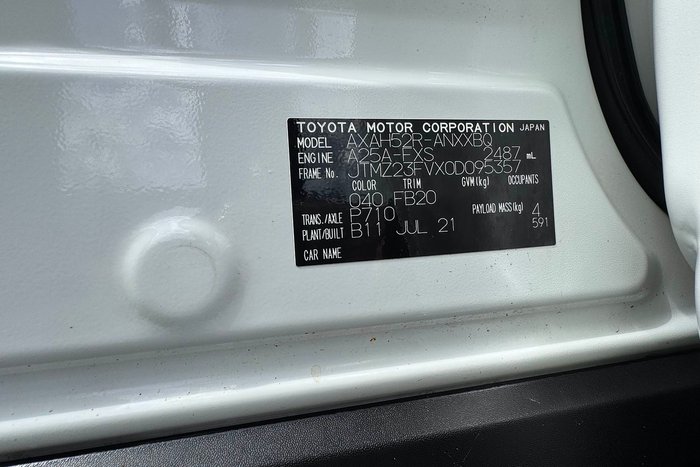 TOYOTA MOTOR CORPORATION JAPAN
MODEL AXAH52R-ANXXBQ
ENGINE A25A-FXS 2487 mL
FRAME No. JTMZ23FVX0D095357
COLOR TRIM GVM(kg) OCCUPANTS
040 FB20
TRANS./AXLE P710 PAYLOAD MASS(kg) 4
PLANT/BUILT B11 JUL 21 591
CAR NAME